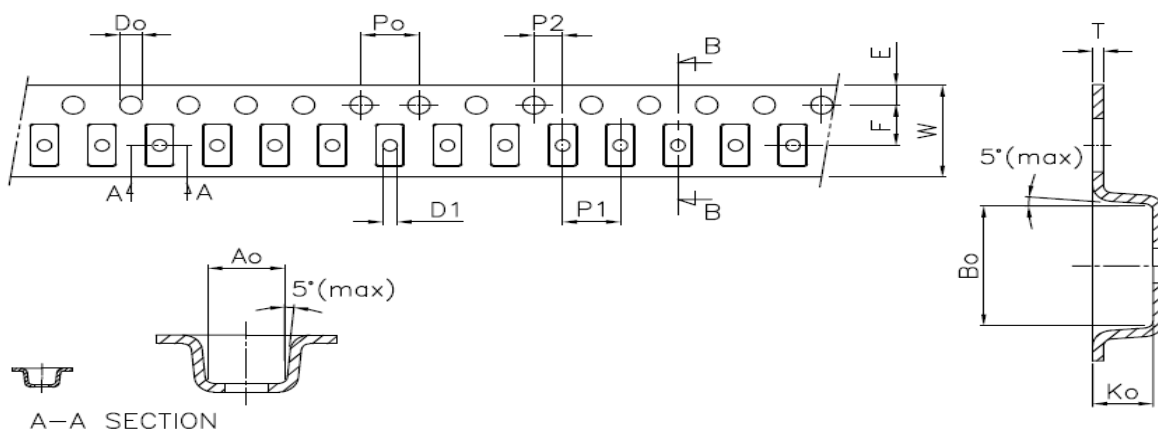 Do
Po
P2
B
T
E
F
W
A
A
D1
P1
B
5°(max)
Bo
Ko
Ao
5°(max)
A-A SECTION